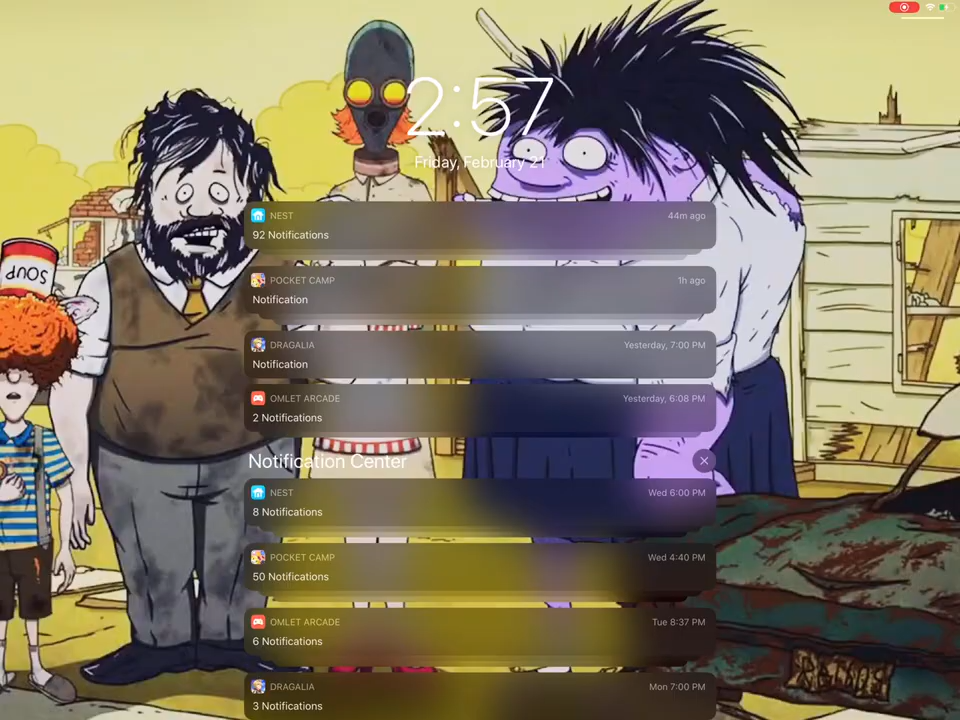 2:57
Friday, February 21
NEST 44m ago
92 Notifications
POCKET CAMP 1h ago
Notification
DRAGALIA Yesterday, 7:00 PM
Notification
OMLET ARCADE Yesterday, 6:08 PM
2 Notifications
Notification Center
NEST Wed 6:00 PM
8 Notifications
POCKET CAMP Wed 4:40 PM
50 Notifications
OMLET ARCADE Tue 8:37 PM
6 Notifications
DRAGALIA Mon 7:00 PM
3 Notifications
SOUP